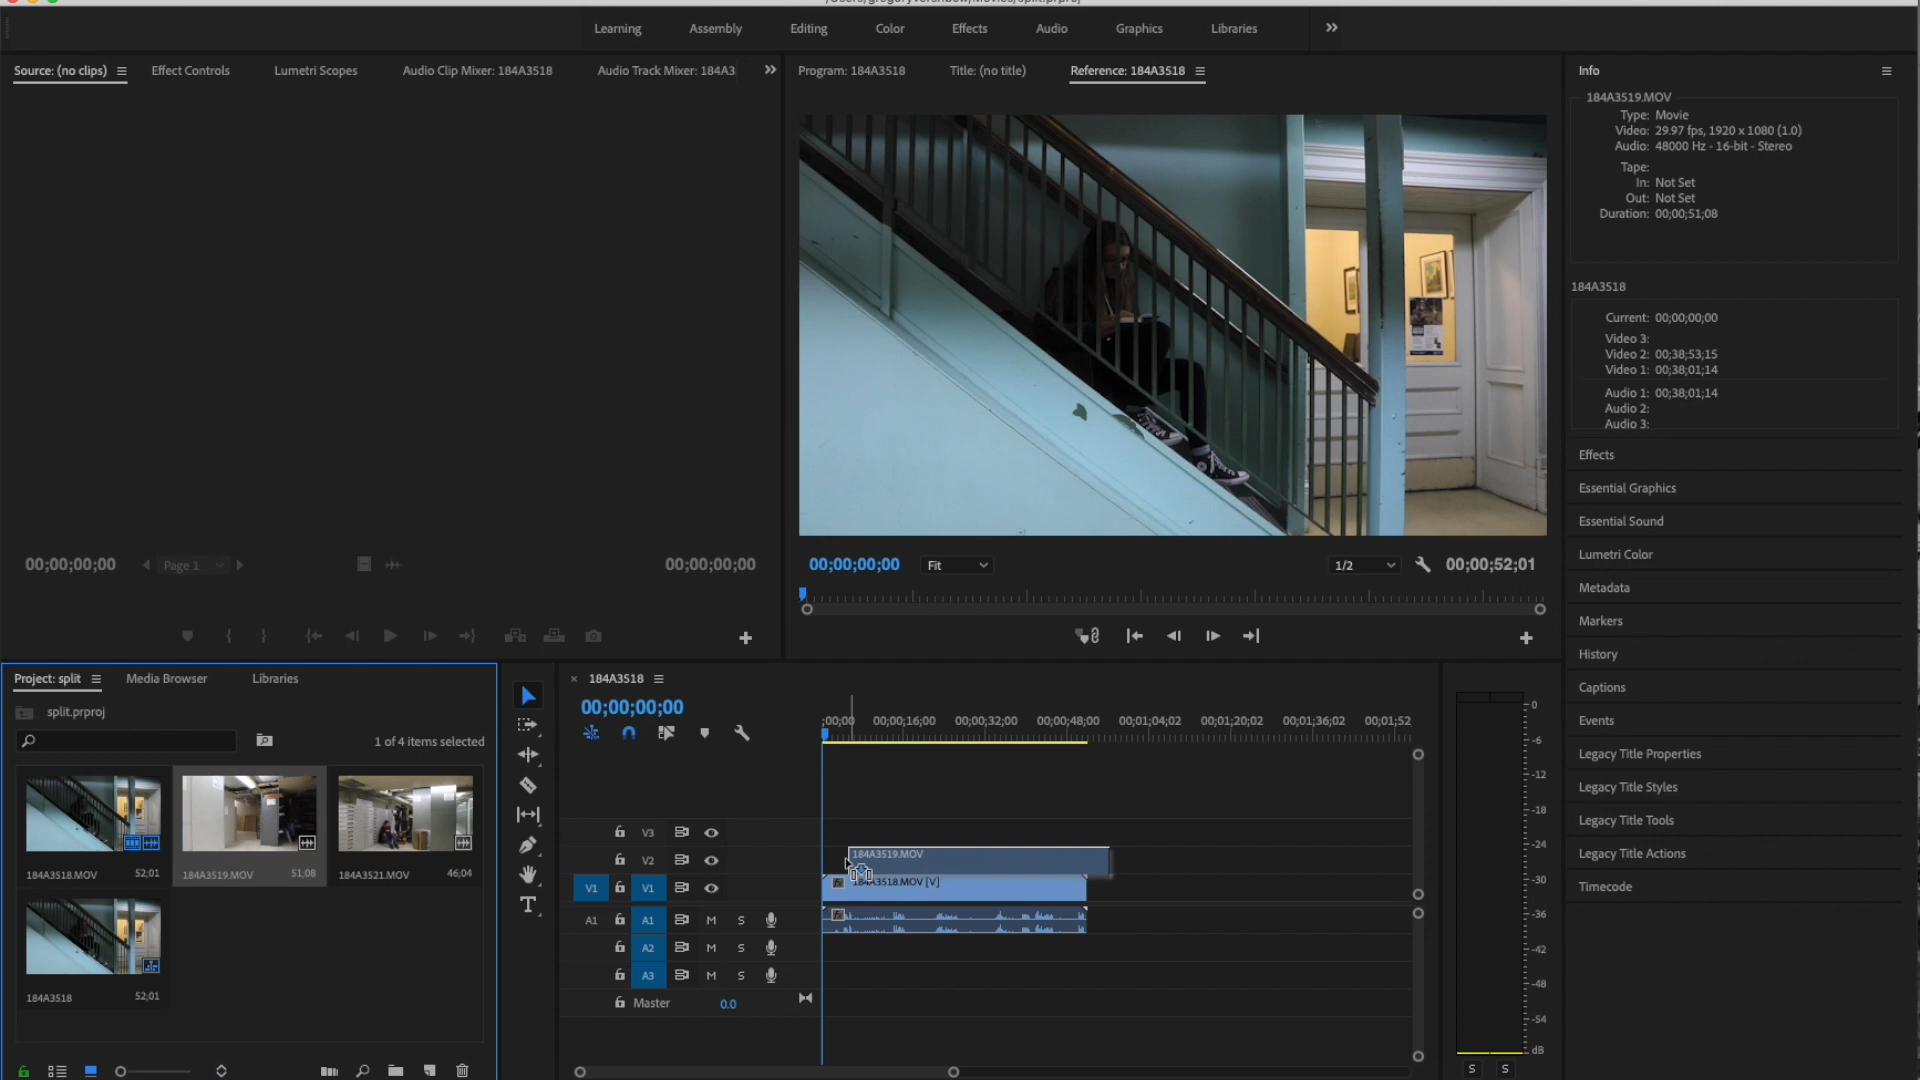 Learning Assembly Editing Color Effects Audio Graphics Libraries
Source: (no clips) Effect Controls Lumetri Scopes Audio Clip Mixer: 184A3518 Audio Track Mixer: 184A3
Program: 184A3518 Title: (no title) Reference: 184A3518
Info
184A3519.MOV
Type: Movie
Video: 29.97 fps, 1920 x 1080 (1.0)
Audio: 48000 Hz - 16-bit - Stereo
Tape:
In: Not Set
Out: Not Set
Duration: 00;00;51;08
184A3518
Current: 00;00;00;00
Video 3:
Video 2: 00;38;53;15
Video 1: 00;38;01;14
Audio 1: 00;38;01;14
Audio 2:
Audio 3:
Effects
Essential Graphics
Essential Sound
Lumetri Color
Metadata
Markers
History
Captions
Events
Legacy Title Properties
Legacy Title Styles
Legacy Title Tools
Legacy Title Actions
Timecode
00;00;00;00 Page 1 00;00;00;00
00;00;00;00 Fit 1/2 00;00;52;01
Project: split Media Browser Libraries
split.prproj
1 of 4 items selected
184A3518.MOV 52;01 184A3519.MOV 51;08 184A3521.MOV 46;04
184A3518 52;01
184A3518
00;00;00;00
;00;00 00;00;16;00 00;00;32;00 00;00;48;00 00;01;04;02 00;01;20;02 00;01;36;02 00;01;52
V3
V2 184A3519.MOV
V1 V1 184A3518.MOV [V]
A1 A1 M S
A2 M S
A3 M S
Master 0.0
0
-6
-12
-18
-24
-30
-36
-42
-48
-54
dB
S S